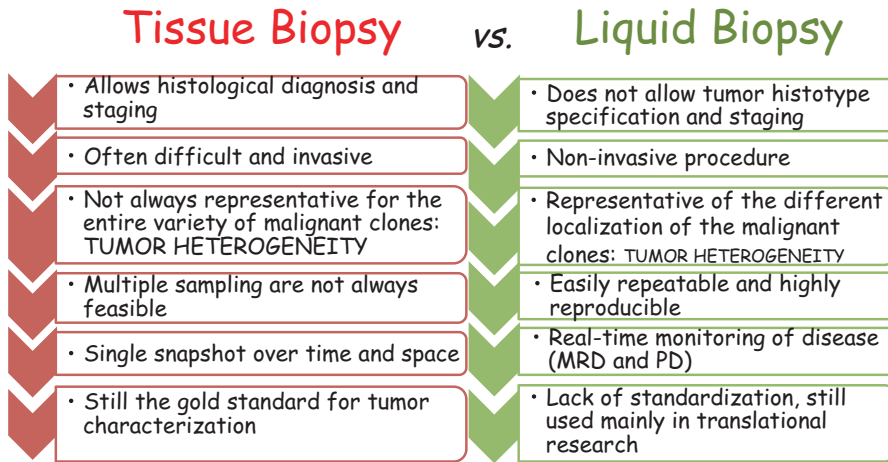 Tissue Biopsy vs. Liquid Biopsy
• Allows histological diagnosis and
staging
• Often difficult and invasive
• Not always representative for the
entire variety of malignant clones:
TUMOR HETEROGENEITY
• Multiple sampling are not always
feasible
• Single snapshot over time and space
• Still the gold standard for tumor
characterization
• Does not allow tumor histotype
specification and staging
• Non-invasive procedure
• Representative of the different
localization of the malignant
clones: TUMOR HETEROGENEITY
• Easily repeatable and highly
reproducible
• Real-time monitoring of disease
(MRD and PD)
• Lack of standardization, still
used mainly in translational
research